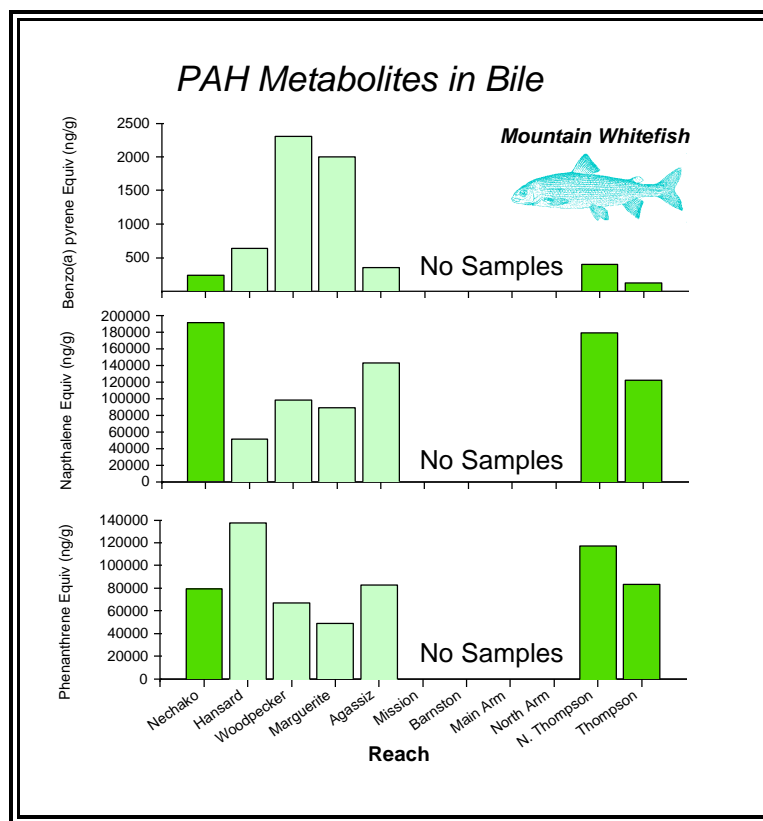 PAH Metabolites in Bile
Mountain Whitefish
Benzo(a) pyrene Equiv (ng/g)
2500
2000
1500
1000
500
No Samples
Napthalene Equiv (ng/g)
200000
180000
160000
140000
120000
100000
80000
60000
40000
20000
0
No Samples
Phenanthrene Equiv (ng/g)
140000
120000
100000
80000
60000
40000
20000
0
No Samples
Nechako
Hansard
Woodpecker
Marguerite
Agassiz
Mission
Barnston
Main Arm
North Arm
N. Thompson
Thompson
Reach